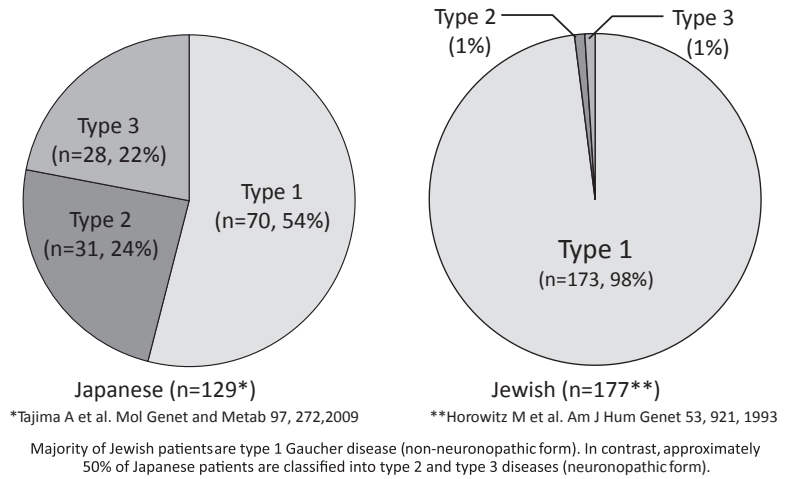 Type 3
(n=28, 22%)
Type 1
(n=70, 54%)
Type 2
(n=31, 24%)
Japanese (n=129*)
*Tajima A et al. Mol Genet and Metab 97, 272,2009
Type 2
(1%)
Type 3
(1%)
Type 1
(n=173, 98%)
Jewish (n=177**)
**Horowitz M et al. Am J Hum Genet 53, 921, 1993
Majority of Jewish patients are type 1 Gaucher disease (non-neuronopathic form). In contrast, approximately
50% of Japanese patients are classified into type 2 and type 3 diseases (neuronopathic form).